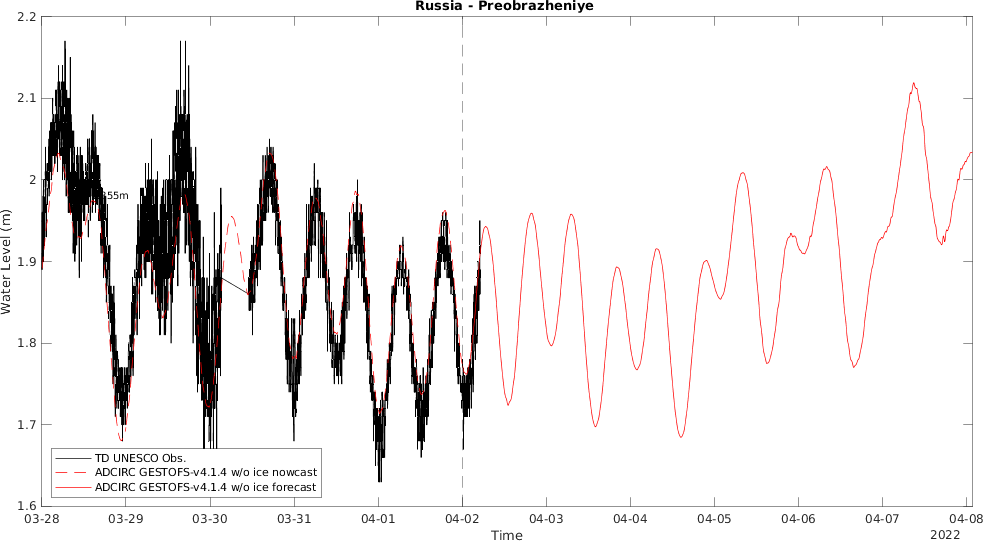 Russia - Preobrazheniye
2.2
2.1
2
1.9
1.8
1.7
1.6
Water Level (m)
55m
TD UNESCO Obs.
ADCIRC GESTOFS-v4.1.4 w/o ice nowcast
ADCIRC GESTOFS-v4.1.4 w/o ice forecast
03-28 03-29 03-30 03-31 04-01 04-02 04-03 04-04 04-05 04-06 04-07 04-08
Time
2022